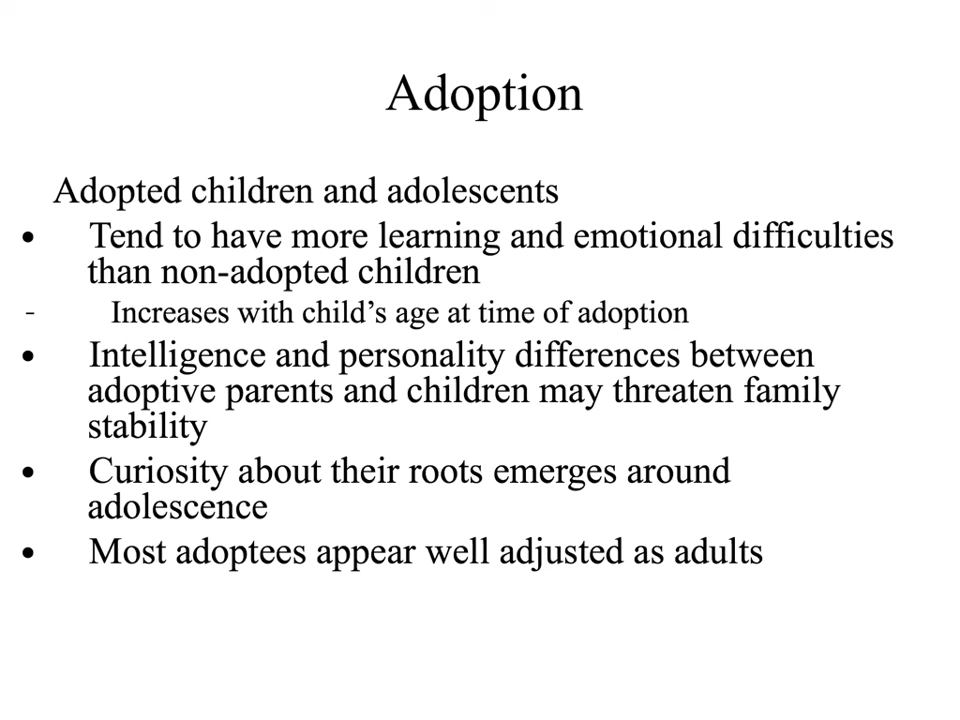 Adoption
Adopted children and adolescents
• Tend to have more learning and emotional difficulties
than non-adopted children
- Increases with child’s age at time of adoption
• Intelligence and personality differences between
adoptive parents and children may threaten family
stability
• Curiosity about their roots emerges around
adolescence
• Most adoptees appear well adjusted as adults